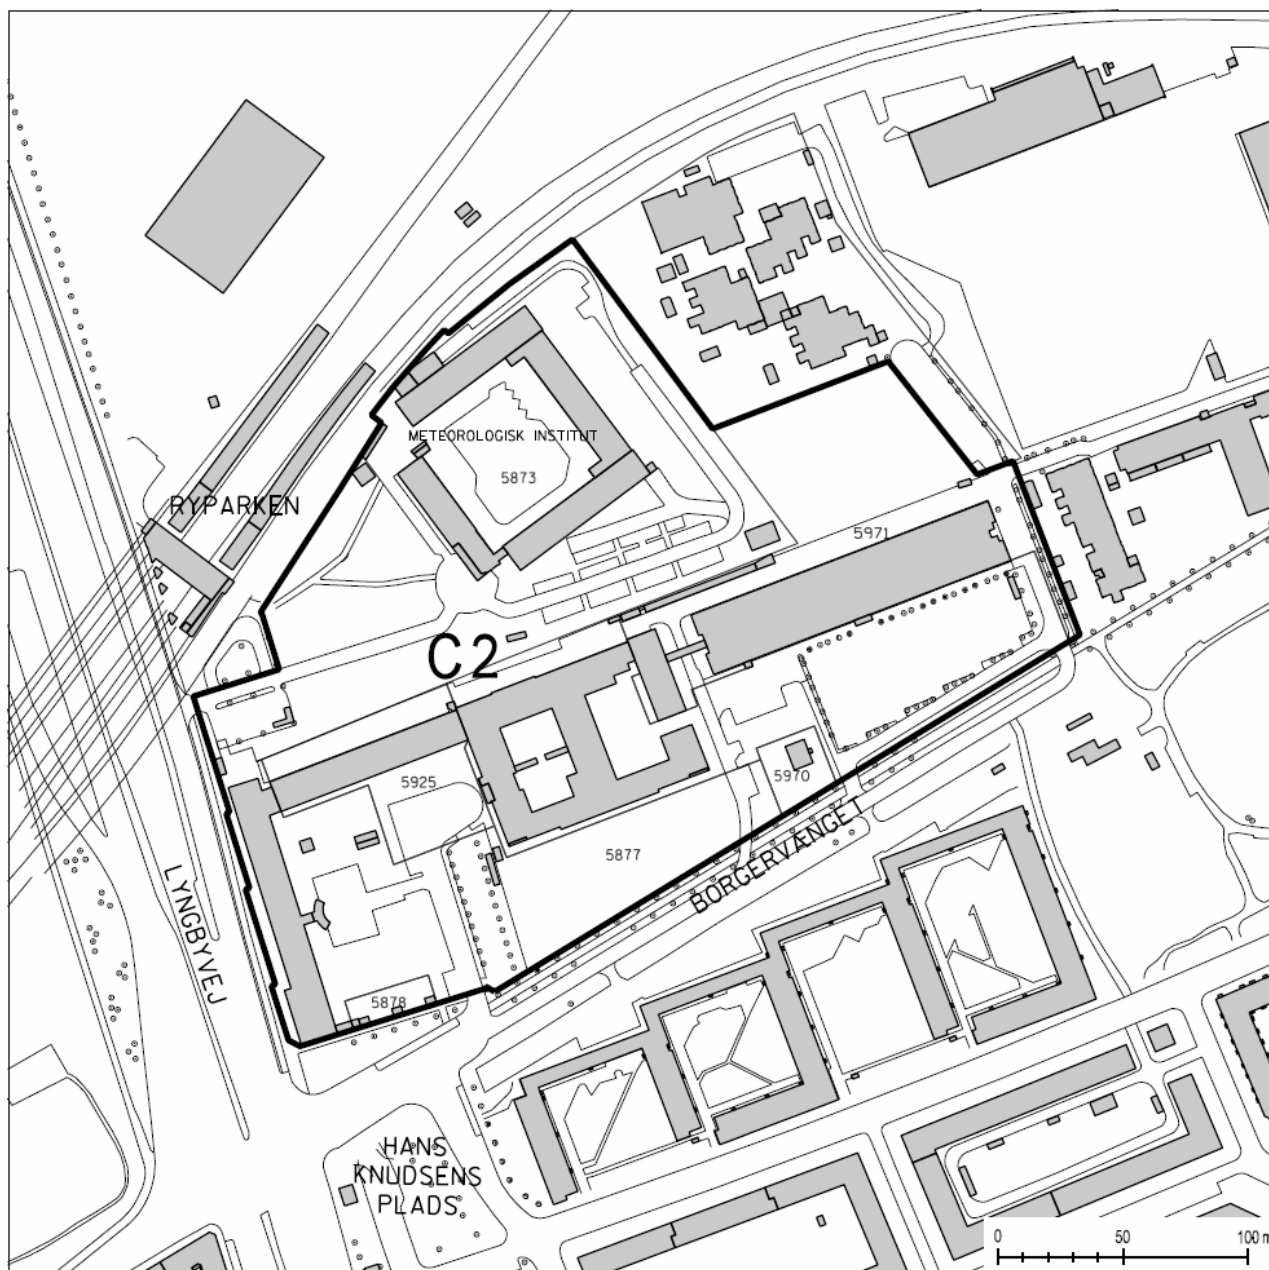 METEOROLOGISK INSTITUT
5873
RYPARKEN
5971
C2
5925
5970
5877
BORGERVÆNGET
LYNGBYVEJ
5878
HANS
KNUDSENS
PLADS
0 50 100 m